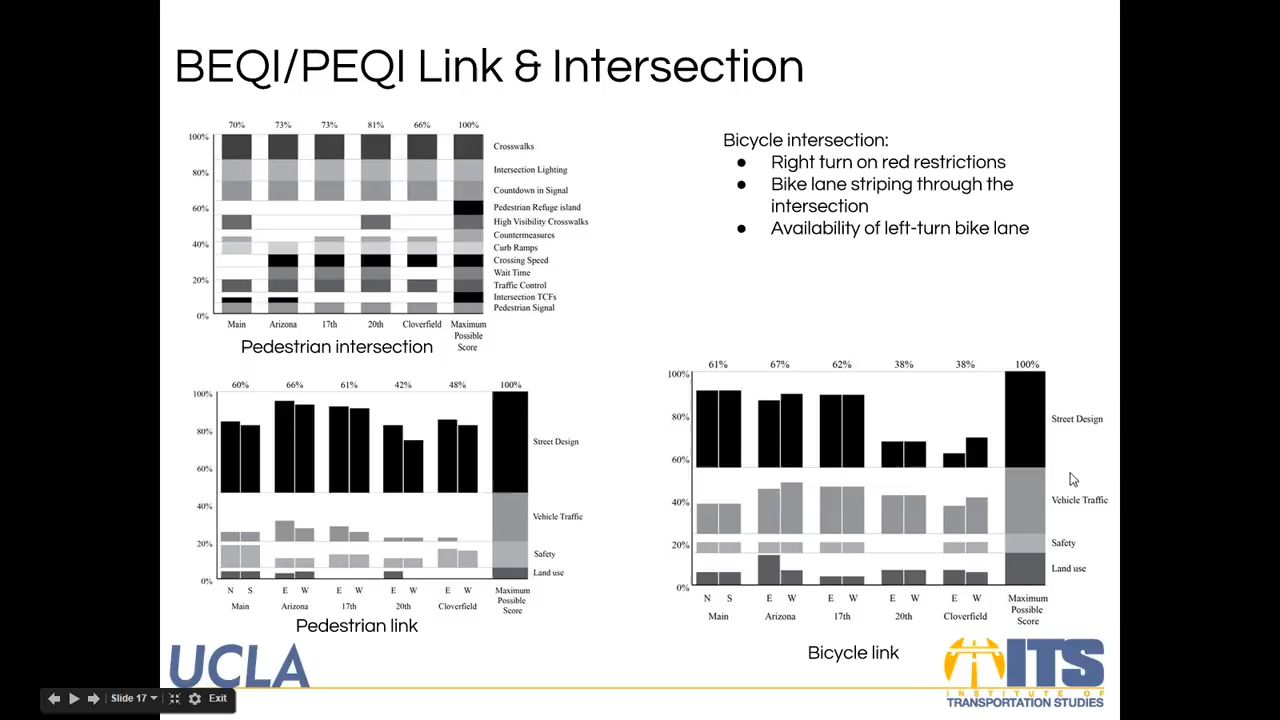 BEQI/PEQI Link & Intersection
70% 73% 73% 81% 66% 100%
100%
80%
60%
40%
20%
0%
Crosswalks
Intersection Lighting
Countdown in Signal
Pedestrian Refuge island
High Visibility Crosswalks
Countermeasures
Curb Ramps
Crossing Speed
Wait Time
Traffic Control
Intersection TCFs
Pedestrian Signal
Main Arizona 17th 20th Cloverfield Maximum
Possible
Score
Pedestrian intersection
Bicycle intersection:
● Right turn on red restrictions
● Bike lane striping through the
intersection
● Availability of left-turn bike lane
60% 66% 61% 42% 48% 100%
100%
80%
60%
40%
20%
0%
Street Design
Vehicle Traffic
Safety
Land use
N S E W E W E W E W Maximum
Main Arizona 17th 20th Cloverfield Possible
Score
Pedestrian link
61% 67% 62% 38% 38% 100%
100%
80%
60%
40%
20%
0%
Street Design
Vehicle Traffic
Safety
Land use
N S E W E W E W E W Maximum
Main Arizona 17th 20th Cloverfield Possible
Score
Bicycle link
UCLA
ITS
INSTITUTE OF
TRANSPORTATION STUDIES
Slide 17 Exit